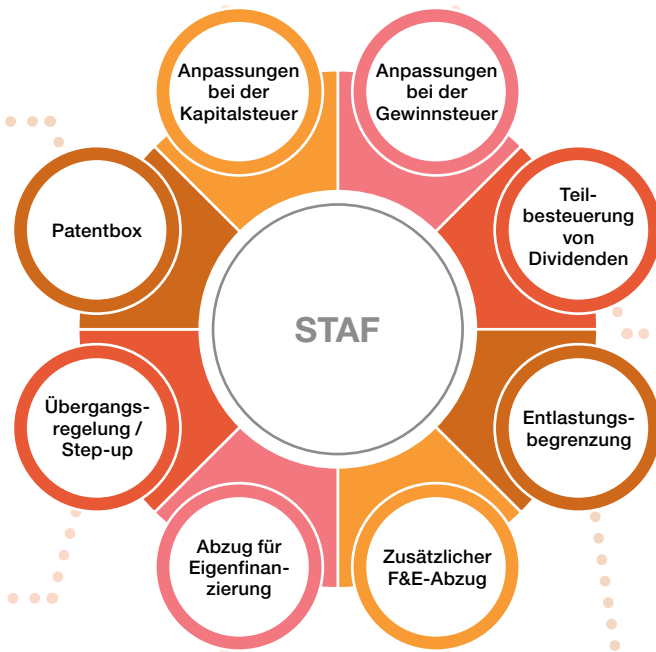 Anpassungen
bei der
Kapitalsteuer
Anpassungen
bei der
Gewinnsteuer
Patentbox
Teil-
besteuerung
von
Dividenden
STAF
Übergangs-
regelung /
Step-up
Entlastungs-
begrenzung
Abzug für
Eigenfinan-
zierung
Zusätzlicher
F&E-Abzug